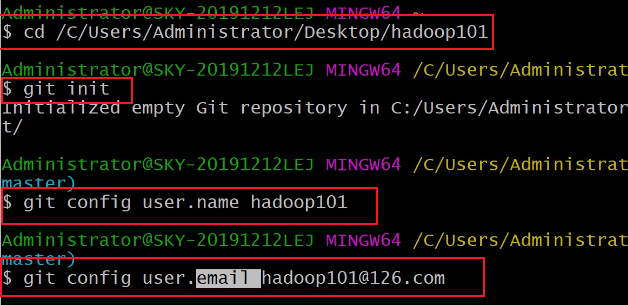 Administrator@SKY-20191212LEJ MINGW64 ~
$ cd /C/Users/Administrator/Desktop/hadoop101
Administrator@SKY-20191212LEJ MINGW64 /C/Users/Administrat
$ git init
Initialized empty Git repository in C:/Users/Administrator
t/
Administrator@SKY-20191212LEJ MINGW64 /C/Users/Administrat
master)
$ git config user.name hadoop101
Administrator@SKY-20191212LEJ MINGW64 /C/Users/Administrat
master)
$ git config user.email hadoop101@126.com